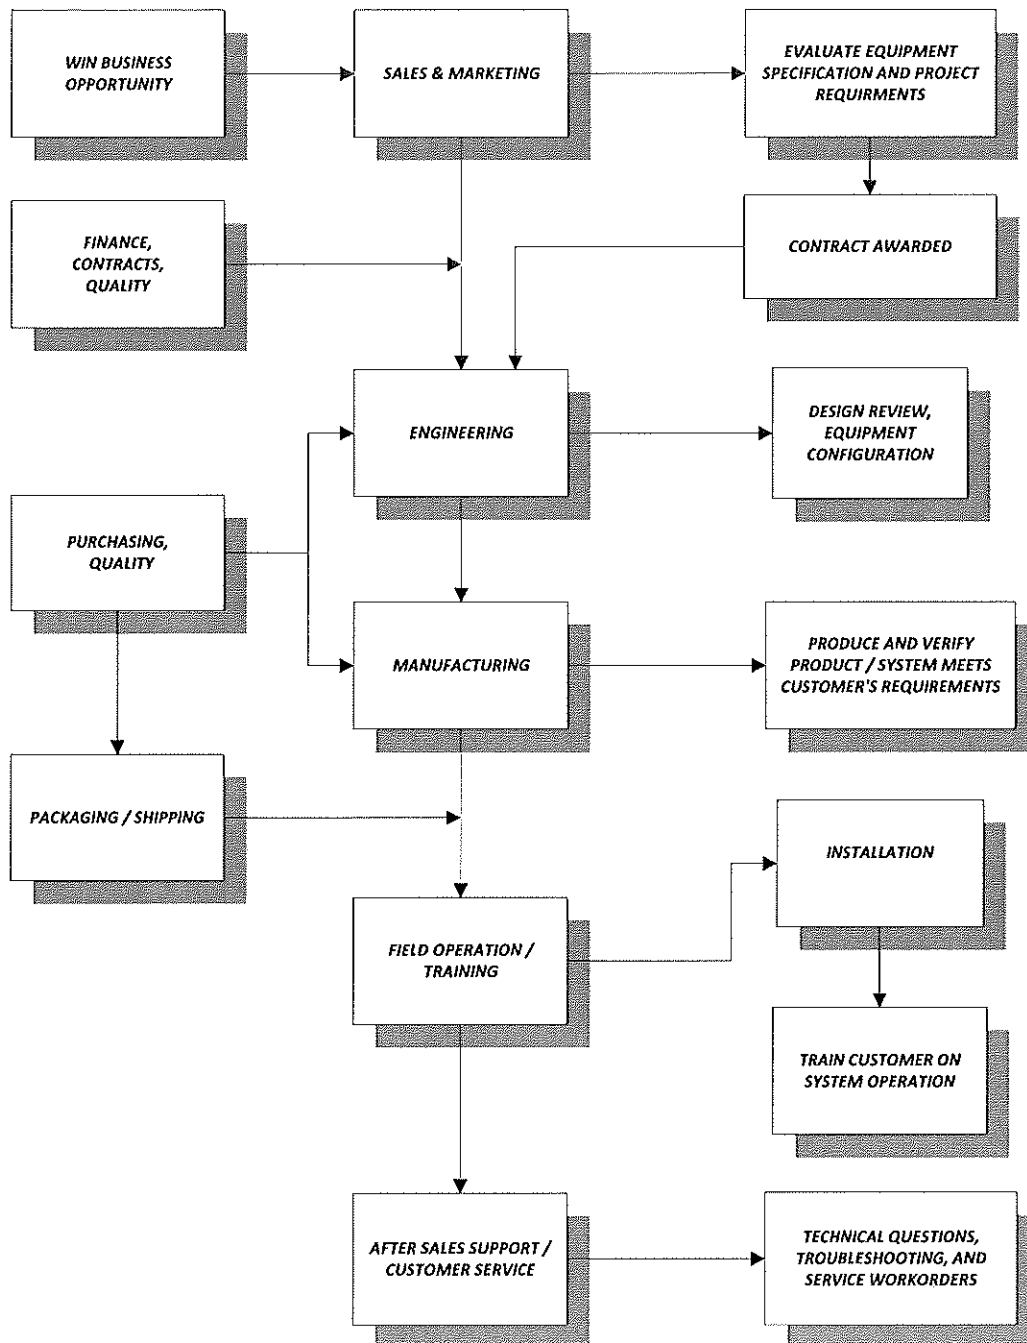 WIN BUSINESS
OPPORTUNITY
SALES & MARKETING
EVALUATE EQUIPMENT
SPECIFICATION AND PROJECT
REQUIRMENTS
FINANCE,
CONTRACTS,
QUALITY
CONTRACT AWARDED
ENGINEERING
DESIGN REVIEW,
EQUIPMENT
CONFIGURATION
PURCHASING,
QUALITY
MANUFACTURING
PRODUCE AND VERIFY
PRODUCT / SYSTEM MEETS
CUSTOMER'S REQUIREMENTS
PACKAGING / SHIPPING
INSTALLATION
FIELD OPERATION /
TRAINING
TRAIN CUSTOMER ON
SYSTEM OPERATION
AFTER SALES SUPPORT /
CUSTOMER SERVICE
TECHNICAL QUESTIONS,
TROUBLESHOOTING, AND
SERVICE WORKORDERS